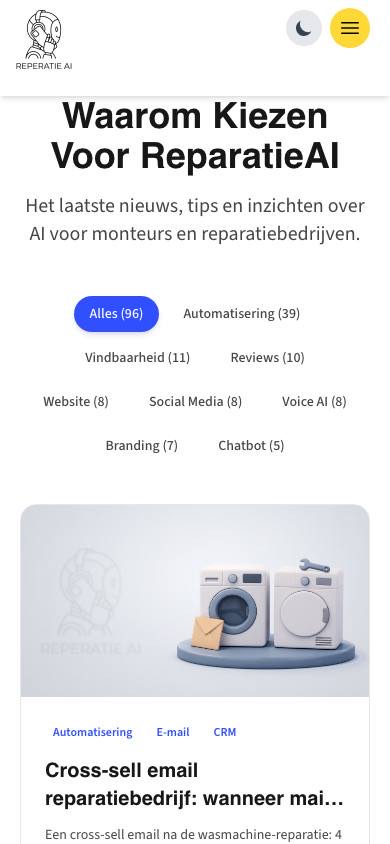 REPERATIE AI
Waarom Kiezen
Voor ReparatieAI
Het laatste nieuws, tips en inzichten over
AI voor monteurs en reparatiebedrijven.
Alles (96)
Automatisering (39)
Vindbaarheid (11)
Reviews (10)
Website (8)
Social Media (8)
Voice AI (8)
Branding (7)
Chatbot (5)
REPERATIE AI
Automatisering
E-mail
CRM
Cross-sell email
reparatiebedrijf: wanneer mai...
Een cross-sell email na de wasmachine-reparatie: 4